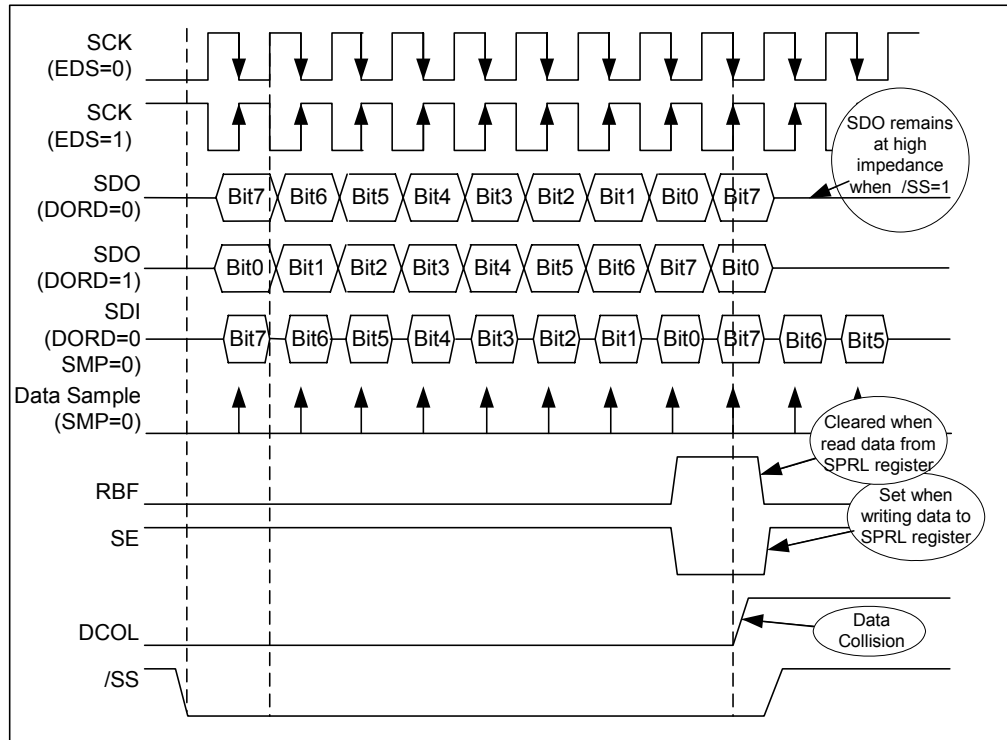 SCK
(EDS=0)
SCK
(EDS=1)
SDO remains
at high
impedance
when /SS=1
SDO
(DORD=0)
Bit7 Bit6 Bit5 Bit4 Bit3 Bit2 Bit1 Bit0 Bit7
SDO
(DORD=1)
Bit0 Bit1 Bit2 Bit3 Bit4 Bit5 Bit6 Bit7 Bit0
SDI
(DORD=0
SMP=0)
Bit7 Bit6 Bit5 Bit4 Bit3 Bit2 Bit1 Bit0 Bit7 Bit6 Bit5
Data Sample
(SMP=0)
Cleared when
read data from
SPRL register
RBF
Set when
writing data to
SPRL register
SE
DCOL
Data
Collision
/SS